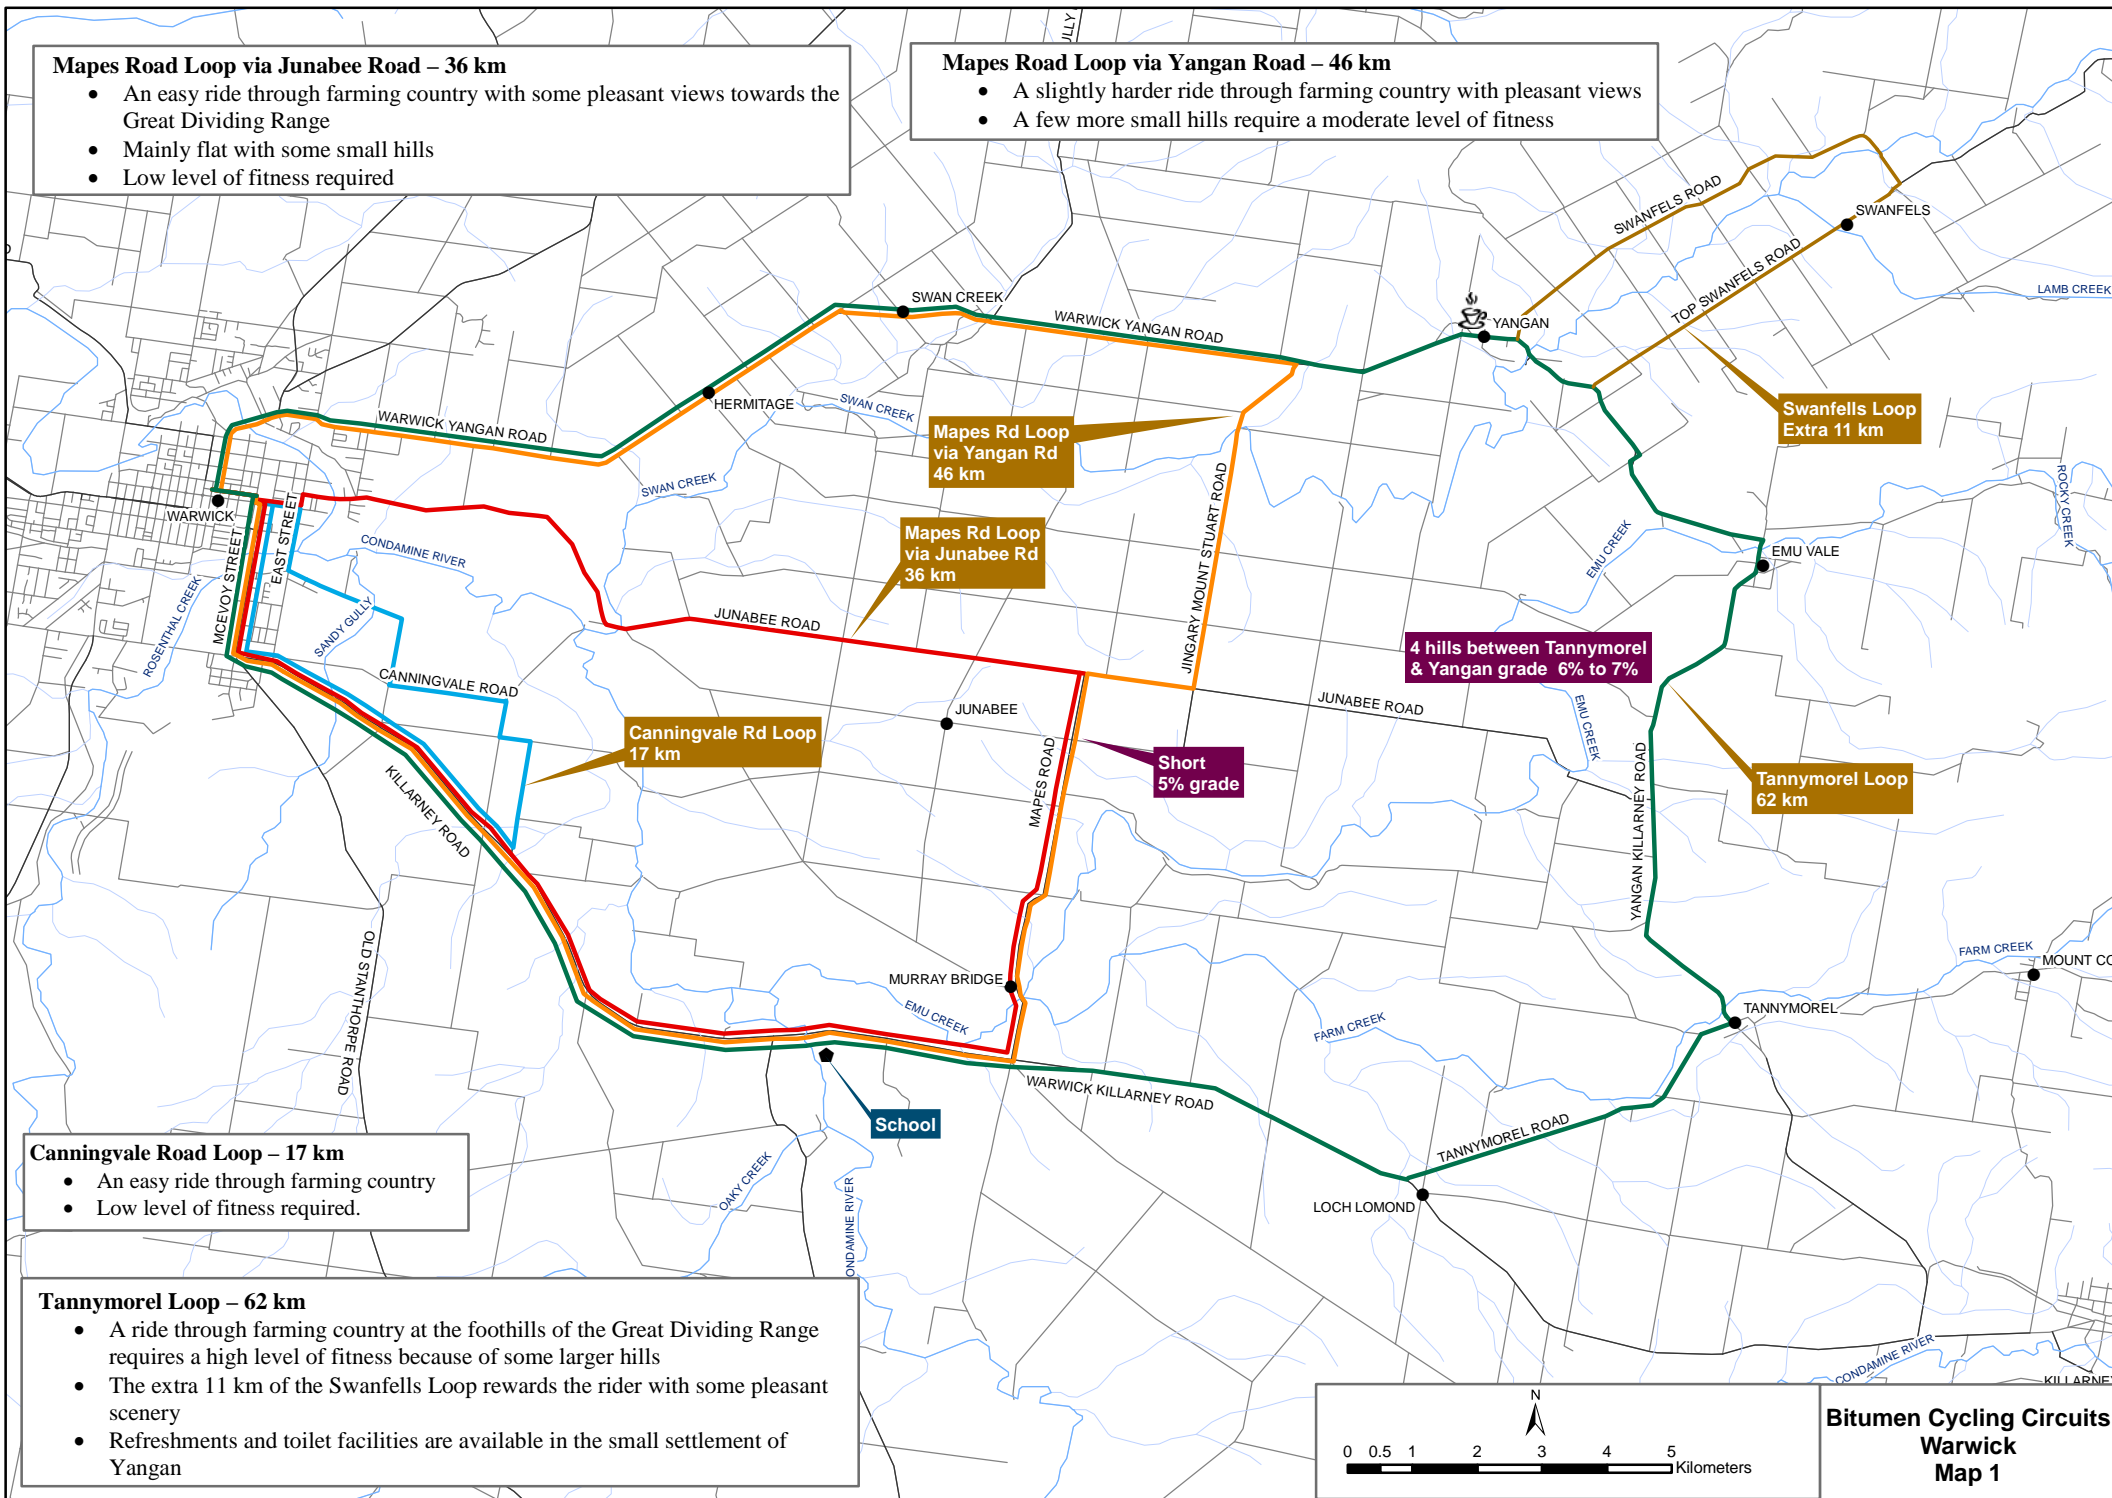 Mapes Road Loop via Junabee Road – 36 km
• An easy ride through farming country with some pleasant views towards the
Great Dividing Range
• Mainly flat with some small hills
• Low level of fitness required
Mapes Road Loop via Yangan Road – 46 km
• A slightly harder ride through farming country with pleasant views
• A few more small hills require a moderate level of fitness
SWANFELS ROAD
SWANFELS
TOP SWANFELS ROAD
LAMB CREEK
SWAN CREEK
WARWICK YANGAN ROAD
YANGAN
HERMITAGE
SWAN CREEK
WARWICK YANGAN ROAD
Mapes Rd Loop
via Yangan Rd
46 km
Swanfells Loop
Extra 11 km
SWAN CREEK
ROCKY CREEK
WARWICK
EAST STREET
MCEVOY STREET
CONDAMINE RIVER
ROSENTHAL CREEK
SANDY GULLY
Mapes Rd Loop
via Junabee Rd
36 km
JINGARY MOUNT STUART ROAD
EMU CREEK
EMU VALE
JUNABEE ROAD
4 hills between Tannymorel
& Yangan grade 6% to 7%
CANNINGVALE ROAD
JUNABEE
JUNABEE ROAD
EMU CREEK
Canningvale Rd Loop
17 km
Short
5% grade
MAPES ROAD
YANGAN KILLARNEY ROAD
Tannymorel Loop
62 km
KILLARNEY ROAD
OLD STANTHORPE ROAD
MURRAY BRIDGE
EMU CREEK
FARM CREEK
MOUNT CO
FARM CREEK
TANNYMOREL
WARWICK KILLARNEY ROAD
School
TANNYMOREL ROAD
OAKY CREEK
ONDAMINE RIVER
LOCH LOMOND
Canningvale Road Loop – 17 km
• An easy ride through farming country
• Low level of fitness required.
Tannymorel Loop – 62 km
• A ride through farming country at the foothills of the Great Dividing Range
requires a high level of fitness because of some larger hills
• The extra 11 km of the Swanfells Loop rewards the rider with some pleasant
scenery
• Refreshments and toilet facilities are available in the small settlement of
Yangan
CONDAMINE RIVER
KILLARNEY
N
0 0.5 1 2 3 4 5
Kilometers
Bitumen Cycling Circuits
Warwick
Map 1